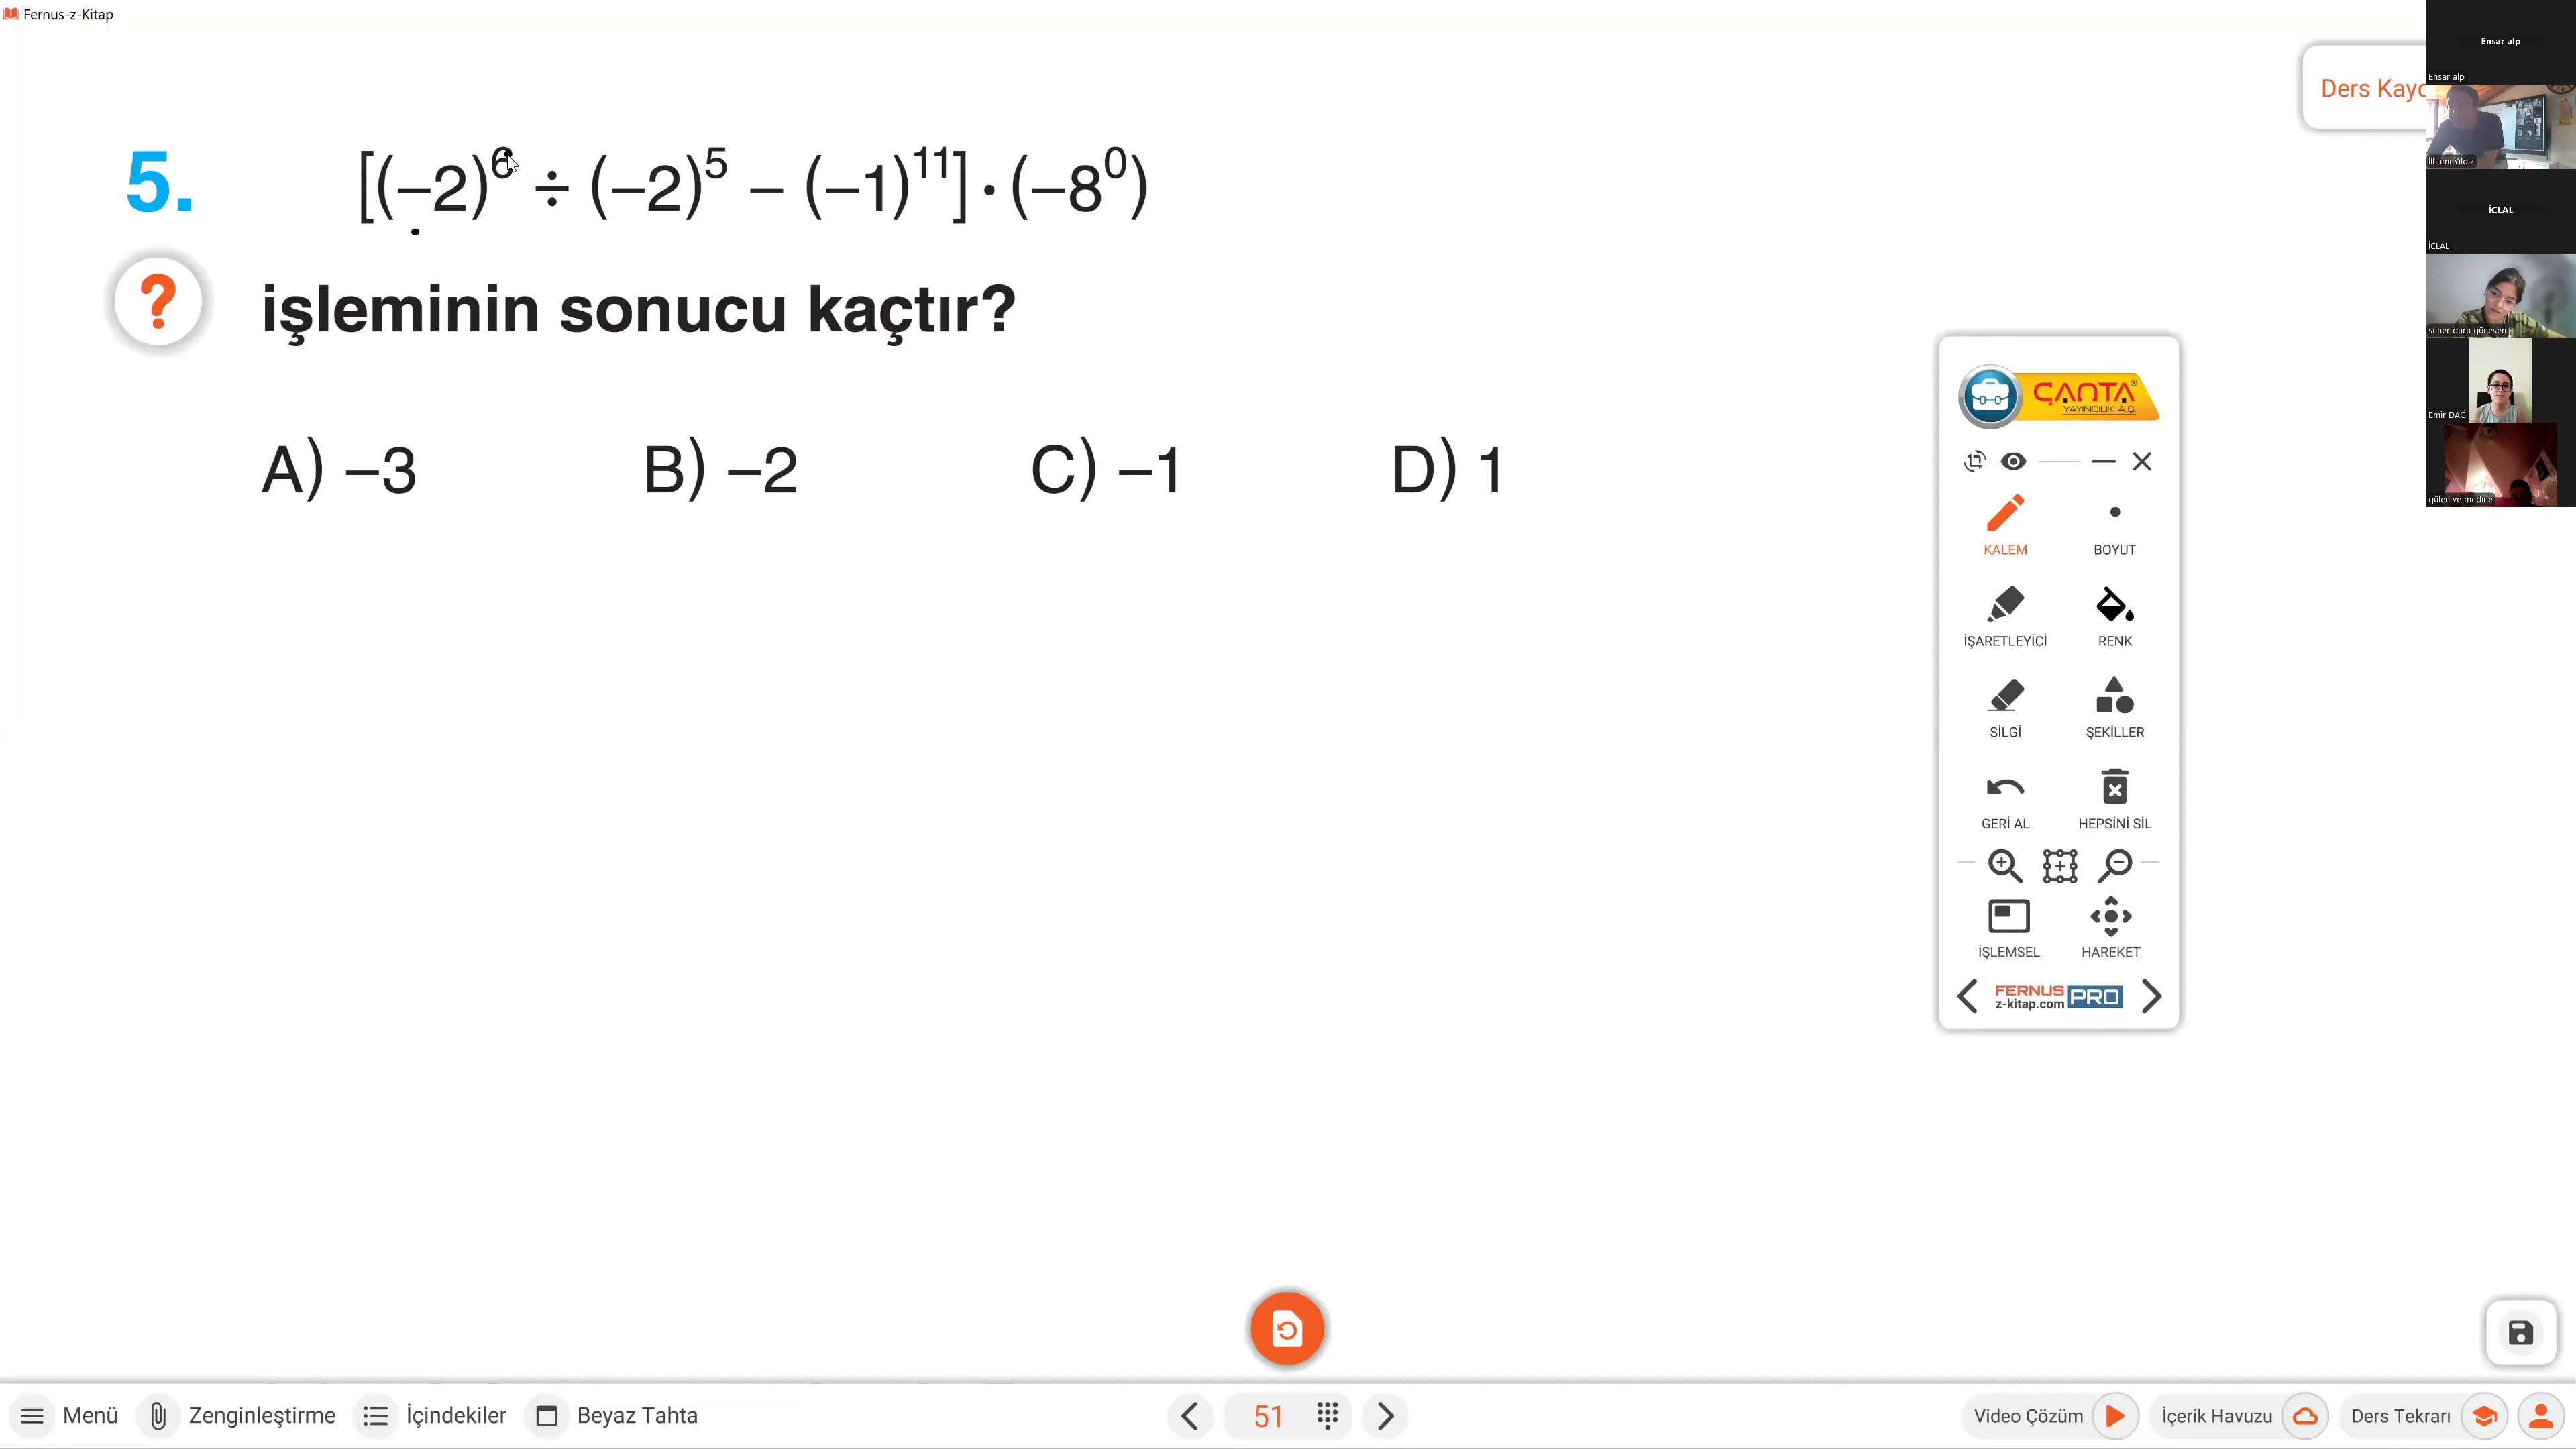 Fernus-z-Kitap
Ensar alp
Ensar alp
Ders Kayd
İlhami Yıldız
5. [(–2)⁶ ÷ (–2)⁵ – (–1)¹¹] · (–8⁰)
İCLAL
İCLAL
? işleminin sonucu kaçtır?
seher duru güneşen
ÇANTA®
YAYINCILIK A.Ş.
Emir DAĞ
A) –3 B) –2 C) –1 D) 1
gülen ve medine
KALEM BOYUT
İŞARETLEYİCİ RENK
SİLGİ ŞEKİLLER
GERİ AL HEPSİNİ SİL
İŞLEMSEL HAREKET
FERNUS
z-kitap.com PRO
Menü Zenginleştirme İçindekiler Beyaz Tahta 51 Video Çözüm İçerik Havuzu Ders Tekrarı